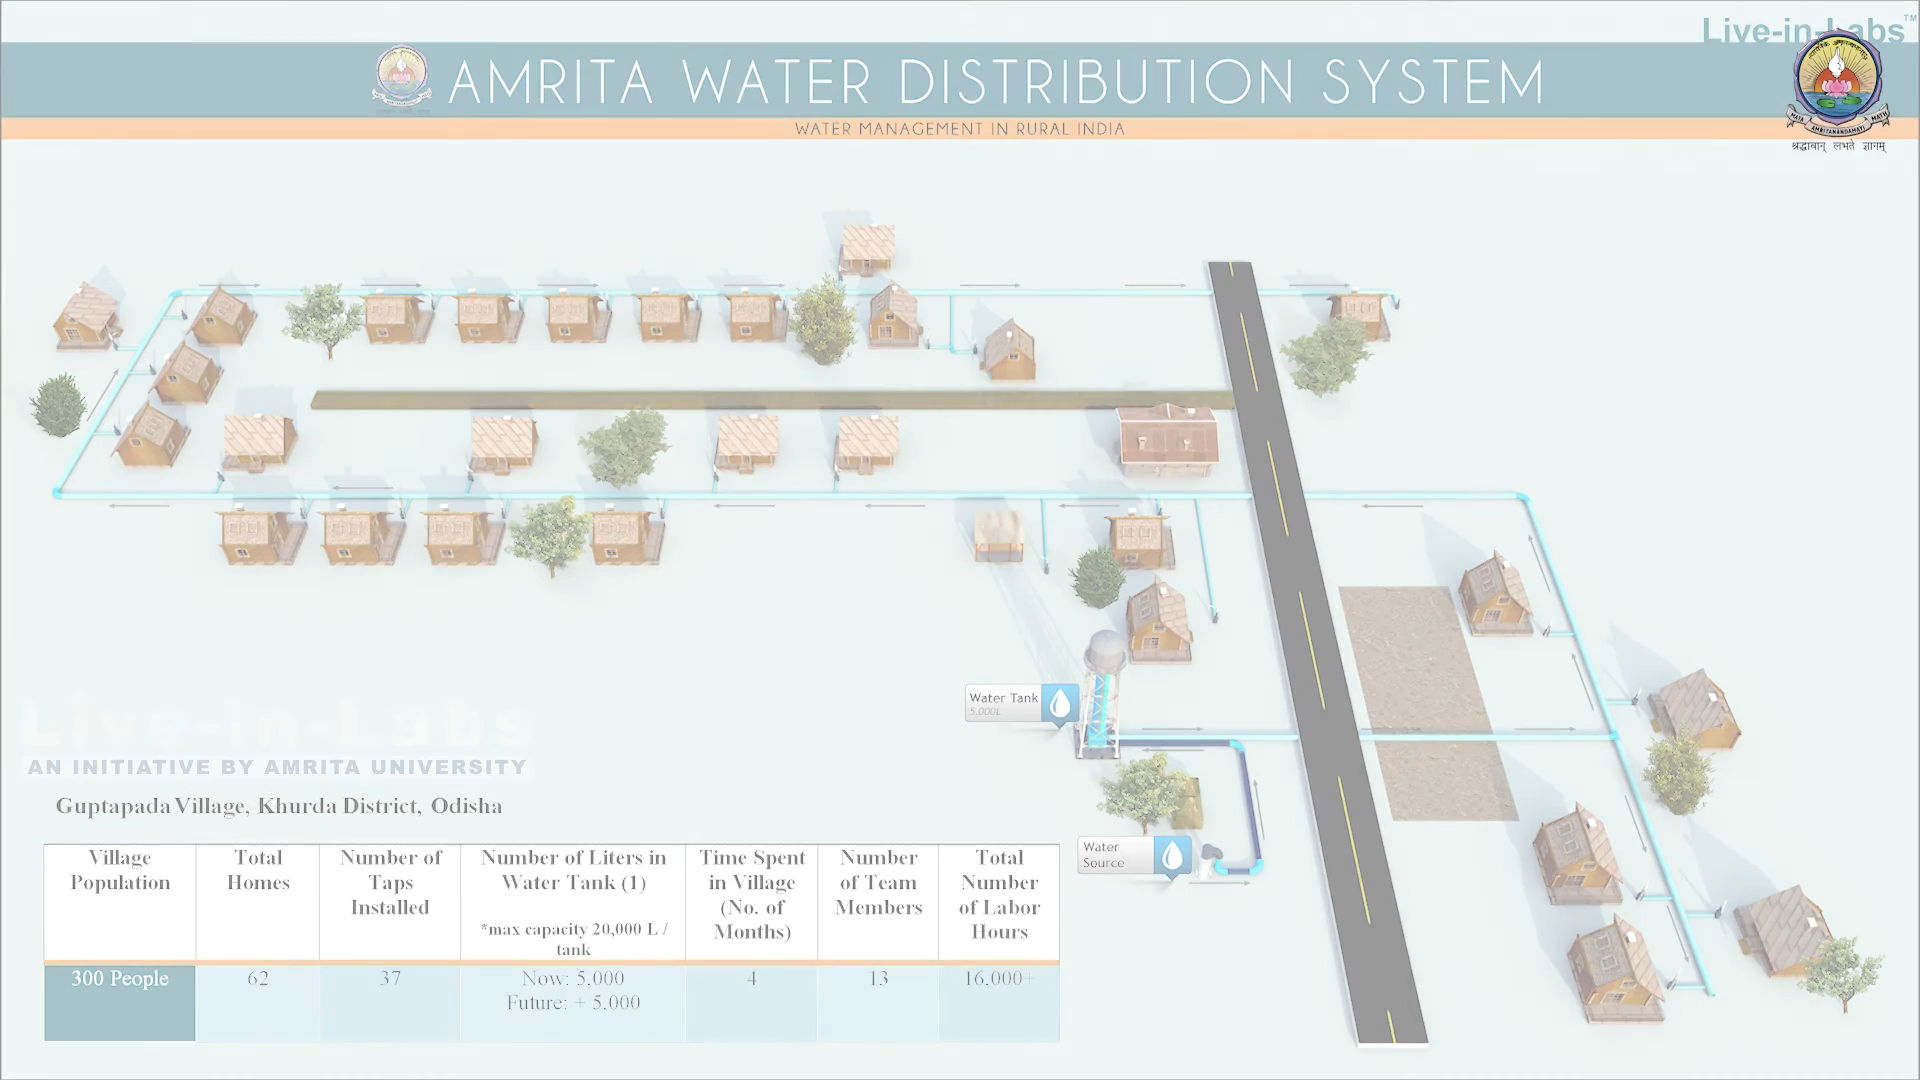 Live-in-Labs™
AMRITA WATER DISTRIBUTION SYSTEM
WATER MANAGEMENT IN RURAL INDIA
MATA AMRITANANDAMAYI MATH
श्रद्धावान् लभते ज्ञानम्
Water Tank
5,000L
Water
Source
Live-in-Labs
AN INITIATIVE BY AMRITA UNIVERSITY
Guptapada Village, Khurda District, Odisha
Village Population
Total Homes
Number of Taps Installed
Number of Liters in Water Tank (1)
*max capacity 20,000 L / tank
Time Spent in Village (No. of Months)
Number of Team Members
Total Number of Labor Hours
300 People
62
37
Now: 5,000
Future: + 5,000
4
13
16,000+